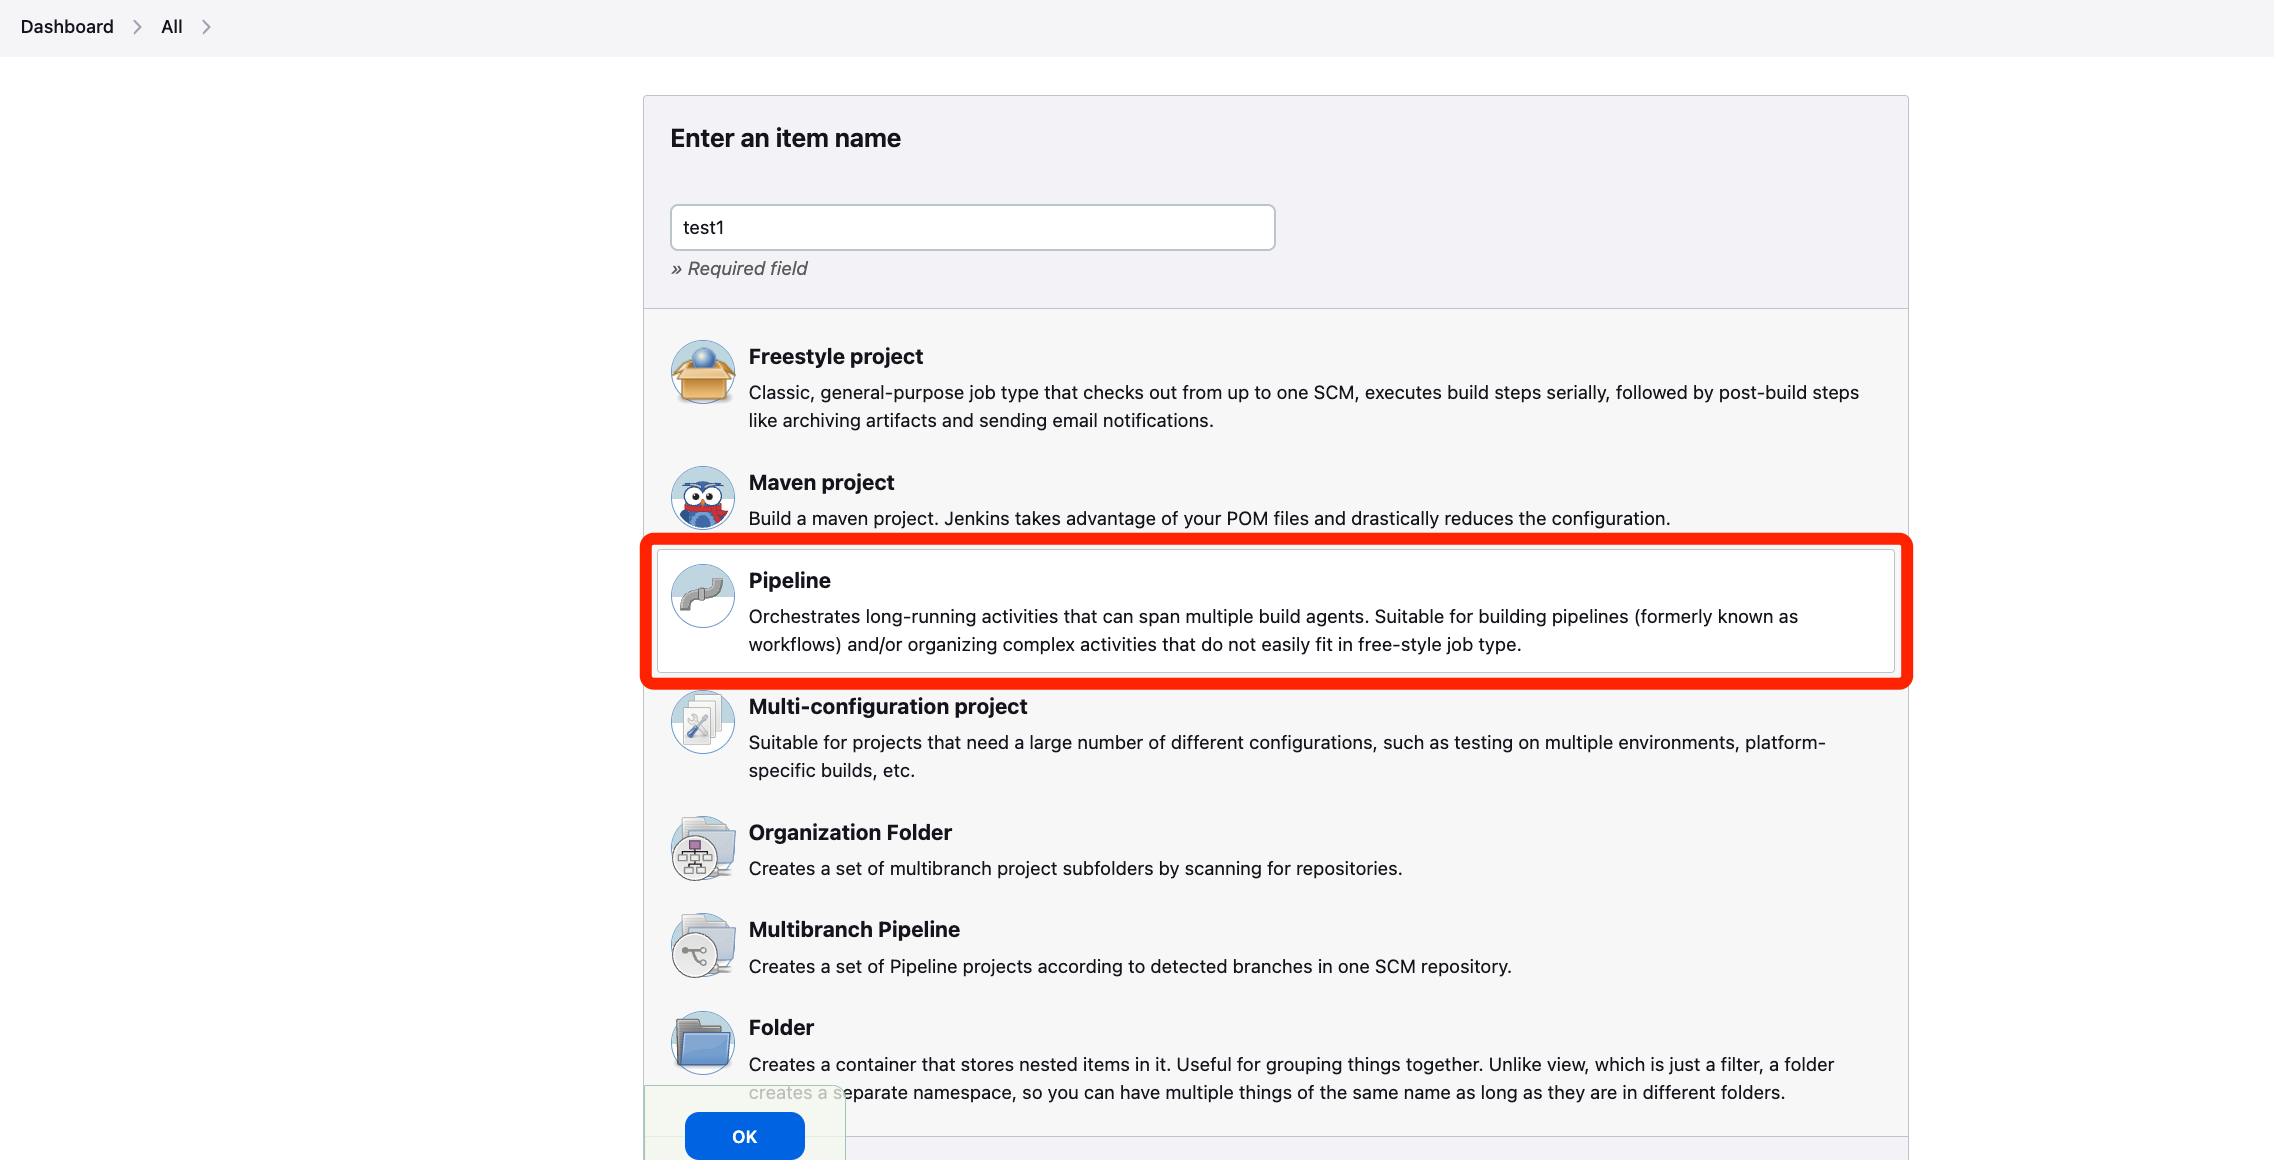 Dashboard > All >
Enter an item name
test1
» Required field
Freestyle project
Classic, general-purpose job type that checks out from up to one SCM, executes build steps serially, followed by post-build steps
like archiving artifacts and sending email notifications.
Maven project
Build a maven project. Jenkins takes advantage of your POM files and drastically reduces the configuration.
Pipeline
Orchestrates long-running activities that can span multiple build agents. Suitable for building pipelines (formerly known as
workflows) and/or organizing complex activities that do not easily fit in free-style job type.
Multi-configuration project
Suitable for projects that need a large number of different configurations, such as testing on multiple environments, platform-
specific builds, etc.
Organization Folder
Creates a set of multibranch project subfolders by scanning for repositories.
Multibranch Pipeline
Creates a set of Pipeline projects according to detected branches in one SCM repository.
Folder
Creates a container that stores nested items in it. Useful for grouping things together. Unlike view, which is just a filter, a folder
creates a separate namespace, so you can have multiple things of the same name as long as they are in different folders.
OK